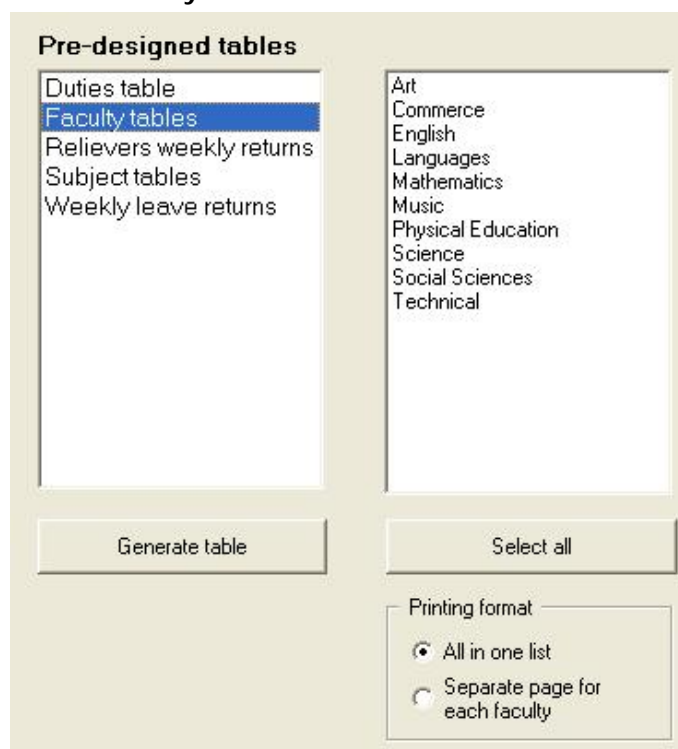 Pre-designed tables
Duties table
Faculty tables
Relievers weekly returns
Subject tables
Weekly leave returns
Art
Commerce
English
Languages
Mathematics
Music
Physical Education
Science
Social Sciences
Technical
Generate table
Select all
Printing format
All in one list
Separate page for
each faculty